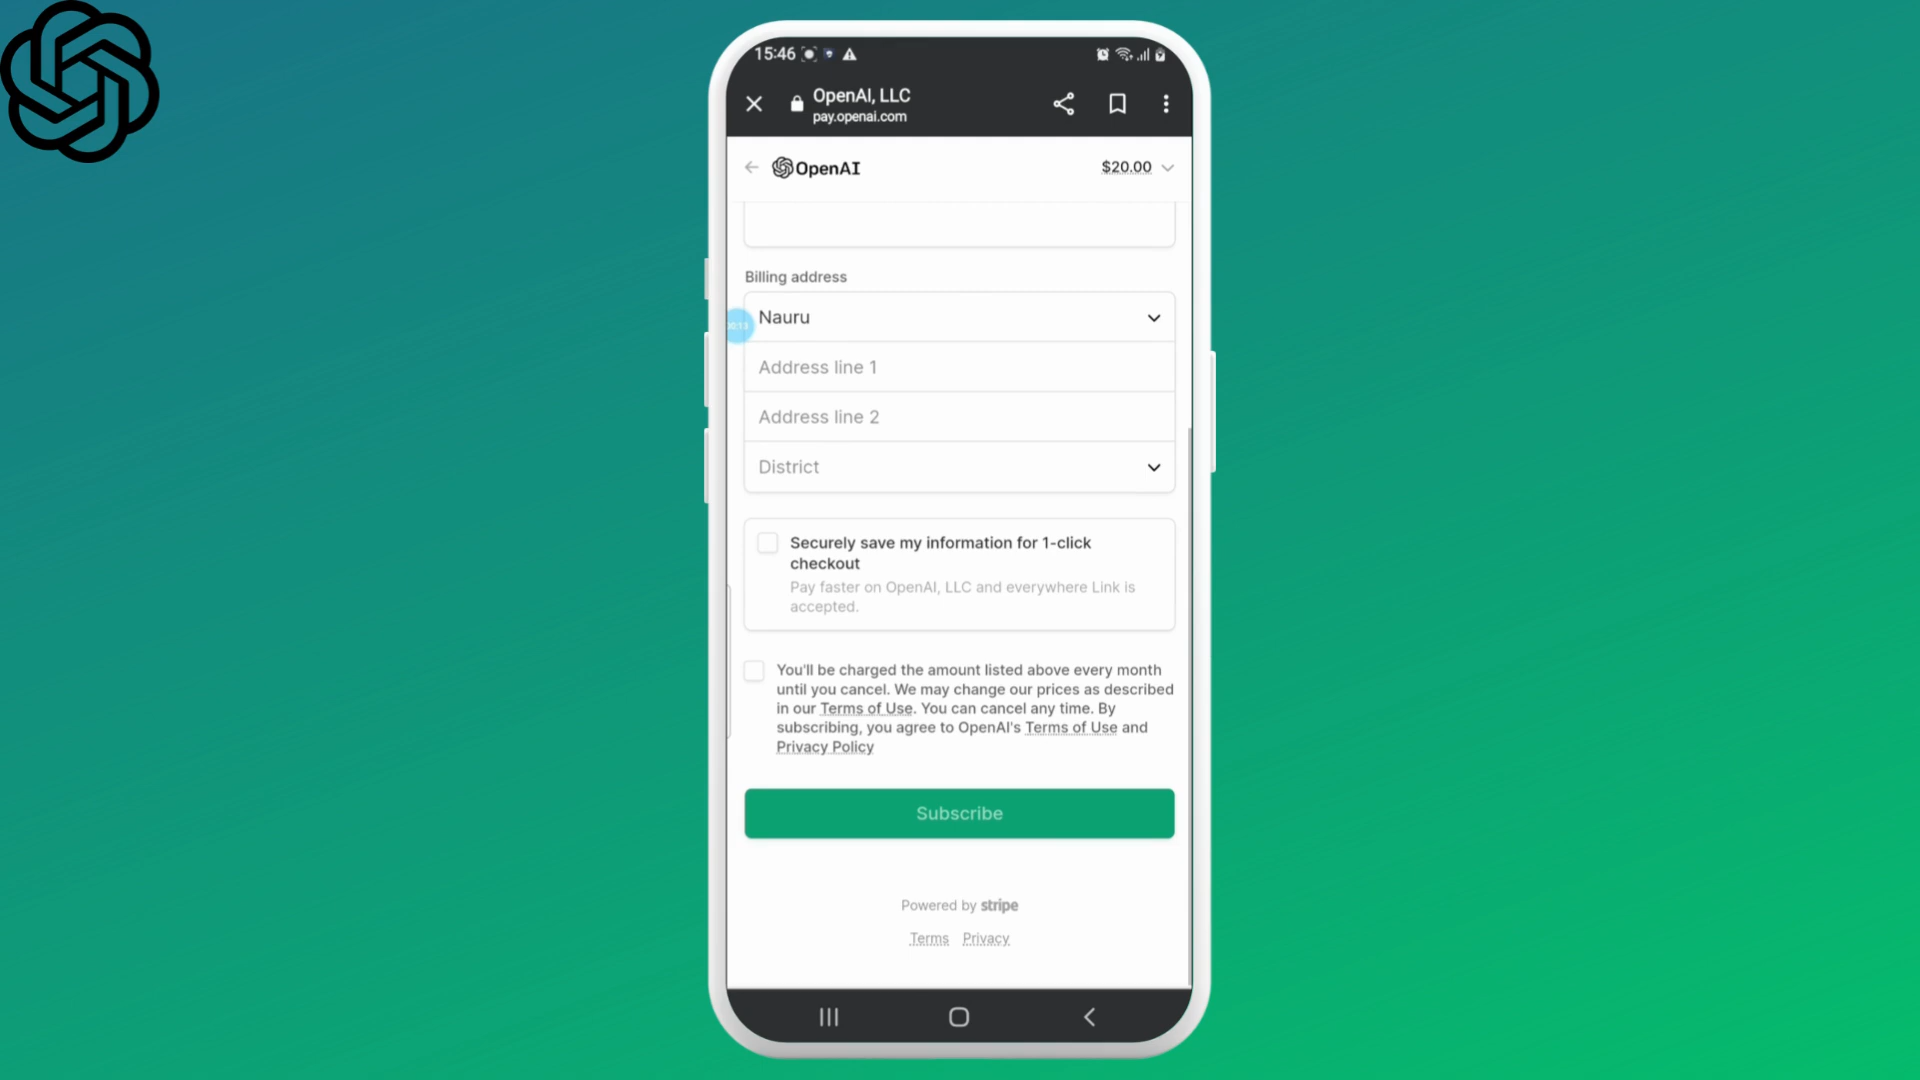 15:46
OpenAI, LLC
pay.openai.com
OpenAI
$20.00
Billing address
Nauru
00:13
Address line 1
Address line 2
District
Securely save my information for 1-click
checkout
Pay faster on OpenAI, LLC and everywhere Link is
accepted.
You'll be charged the amount listed above every month
until you cancel. We may change our prices as described
in our Terms of Use. You can cancel any time. By
subscribing, you agree to OpenAI's Terms of Use and
Privacy Policy
Subscribe
Powered by stripe
Terms Privacy